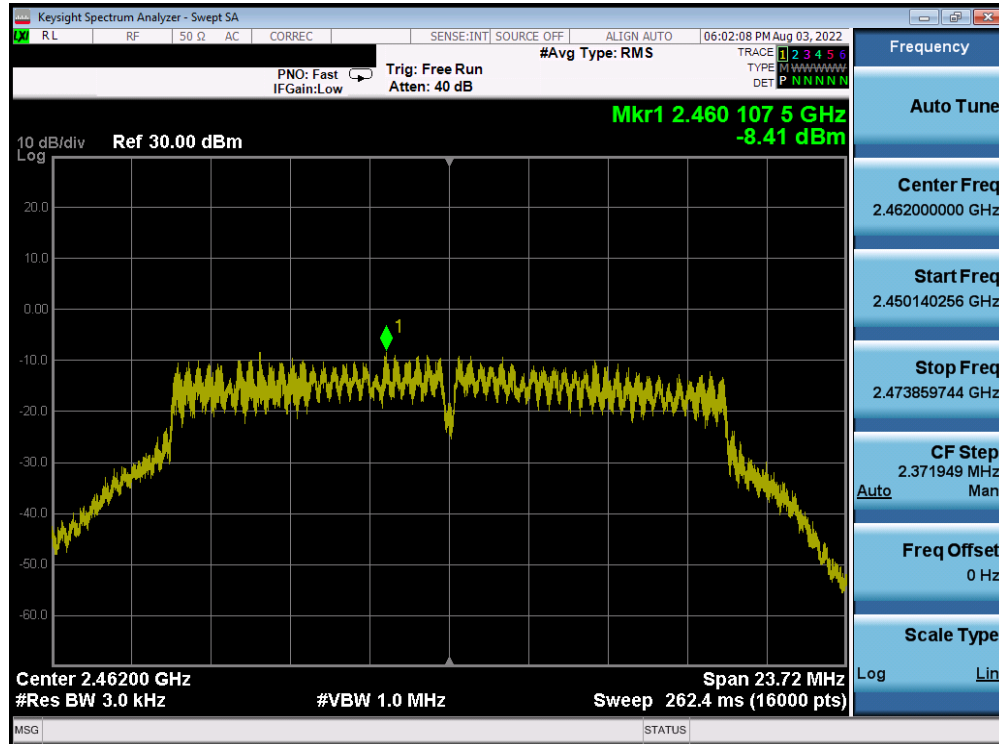 Keysight Spectrum Analyzer - Swept SA
LXI RL RF 50 Ω AC CORREC SENSE:INT SOURCE OFF ALIGN AUTO 06:02:08 PM Aug 03, 2022
#Avg Type: RMS
PNO: Fast
IFGain:Low
Trig: Free Run
Atten: 40 dB
TRACE 1 2 3 4 5 6
TYPE M WWWWW
DET P N N N N N
Mkr1 2.460 107 5 GHz
-8.41 dBm
10 dB/div Ref 30.00 dBm
Log
20.0
10.0
0.00
-10.0
-20.0
-30.0
-40.0
-50.0
-60.0
1
Center 2.46200 GHz Span 23.72 MHz
#Res BW 3.0 kHz #VBW 1.0 MHz Sweep 262.4 ms (16000 pts)
MSG STATUS
Frequency
Auto Tune
Center Freq
2.462000000 GHz
Start Freq
2.450140256 GHz
Stop Freq
2.473859744 GHz
CF Step
2.371949 MHz
Auto Man
Freq Offset
0 Hz
Scale Type
Log Lin